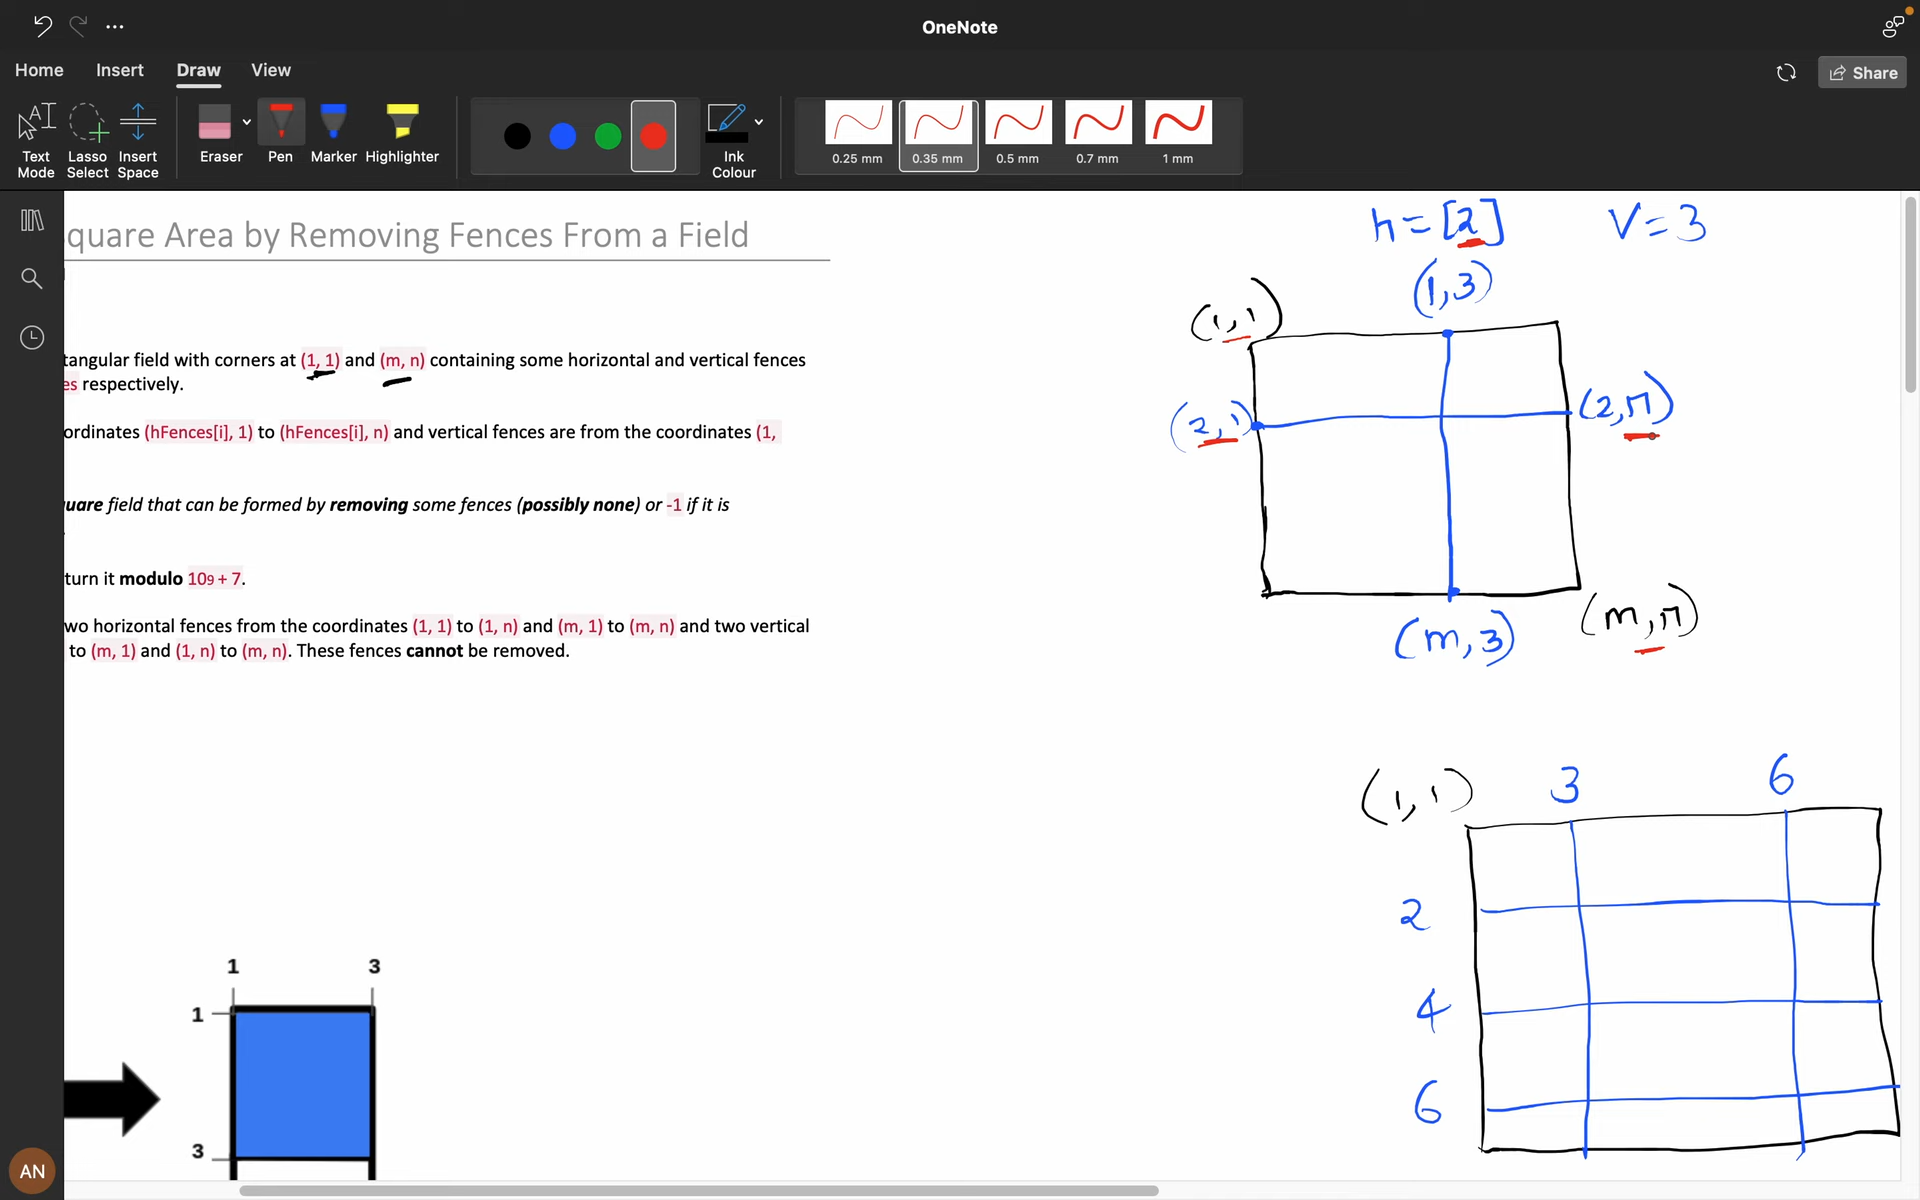 OneNote
Home Insert Draw View
Share
Text Mode
Lasso Select
Insert Space
Eraser
Pen
Marker
Highlighter
Ink Colour
0.25 mm
0.35 mm
0.5 mm
0.7 mm
1 mm
quare Area by Removing Fences From a Field
tangular field with corners at (1, 1) and (m, n) containing some horizontal and vertical fences
es respectively.
ordinates (hFences[i], 1) to (hFences[i], n) and vertical fences are from the coordinates (1,
uare field that can be formed by removing some fences (possibly none) or -1 if it is
.
turn it modulo 109 + 7.
wo horizontal fences from the coordinates (1, 1) to (1, n) and (m, 1) to (m, n) and two vertical
to (m, 1) and (1, n) to (m, n). These fences cannot be removed.
1 3
1
3
h = [2] V = 3
(1,3)
(1,1)
(2,1) (2,n)
(m,3) (m,n)
(1,1) 3 6
2
4
6
AN